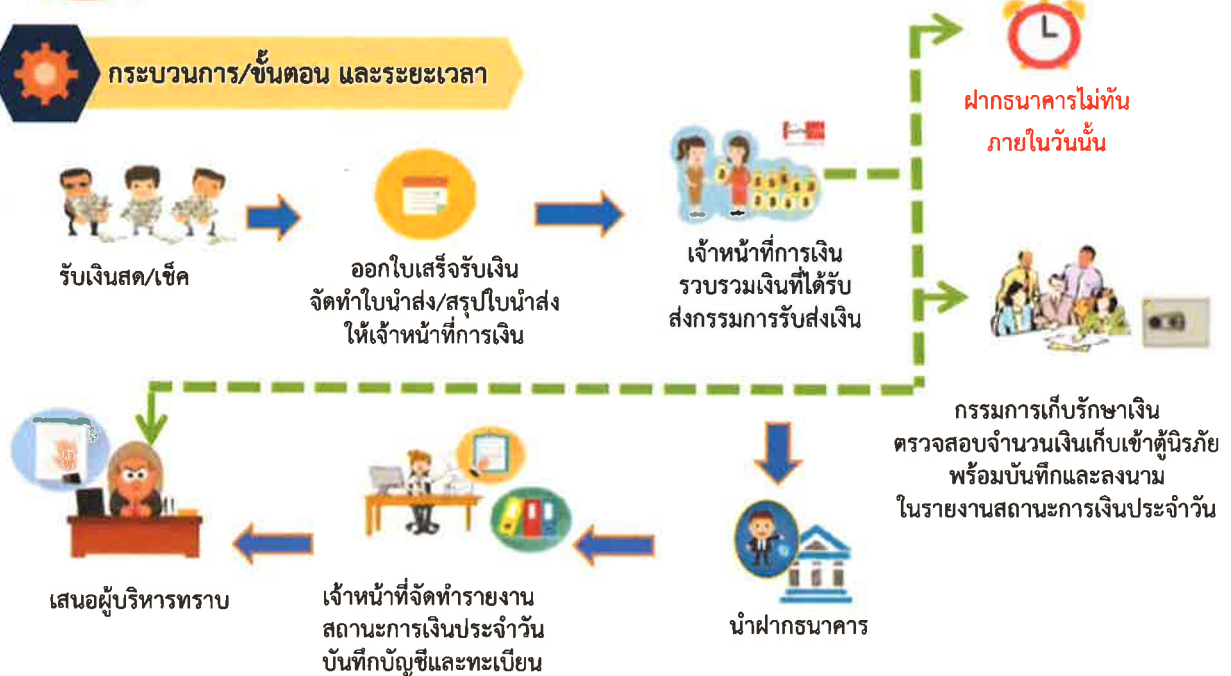 กระบวนการ/ขั้นตอน และระยะเวลา
ฝากธนาคารไม่ทัน
ภายในวันนั้น
รับเงินสด/เช็ค
ออกใบเสร็จรับเงิน
จัดทำใบนำส่ง/สรุปใบนำส่ง
ให้เจ้าหน้าที่การเงิน
เจ้าหน้าที่การเงิน
รวบรวมเงินที่ได้รับ
ส่งกรรมการรับส่งเงิน
กรรมการเก็บรักษาเงิน
ตรวจสอบจำนวนเงินเก็บเข้าตู้นิรภัย
พร้อมบันทึกและลงนาม
ในรายงานสถานะการเงินประจำวัน
นำฝากธนาคาร
เจ้าหน้าที่จัดทำรายงาน
สถานะการเงินประจำวัน
บันทึกบัญชีและทะเบียน
เสนอผู้บริหารทราบ